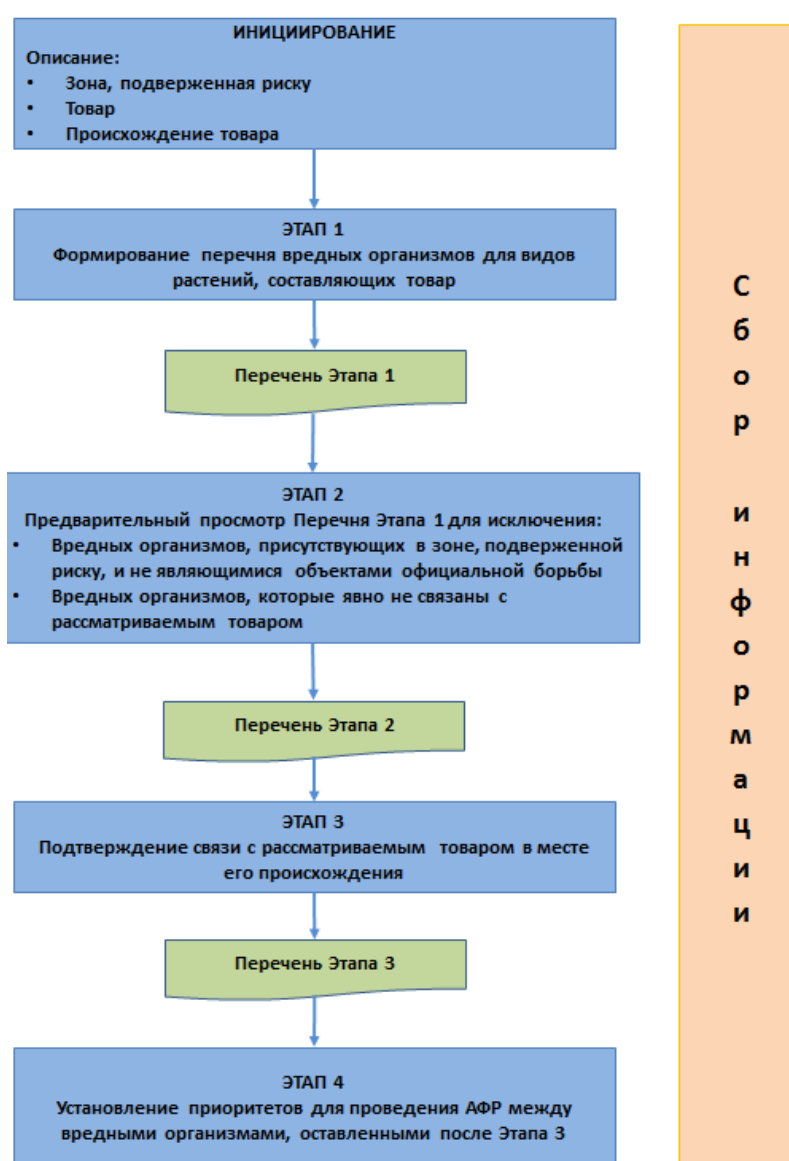 ИНИЦИИРОВАНИЕ
Описание:
• Зона, подверженная риску
• Товар
• Происхождение товара
ЭТАП 1
Формирование перечня вредных организмов для видов
растений, составляющих товар
Перечень Этапа 1
ЭТАП 2
Предварительный просмотр Перечня Этапа 1 для исключения:
• Вредных организмов, присутствующих в зоне, подверженной
риску, и не являющимися объектами официальной борьбы
• Вредных организмов, которые явно не связаны с
рассматриваемым товаром
Перечень Этапа 2
ЭТАП 3
Подтверждение связи с рассматриваемым товаром в месте
его происхождения
Перечень Этапа 3
ЭТАП 4
Установление приоритетов для проведения АФР между
вредными организмами, оставленными после Этапа 3
Сбор информации